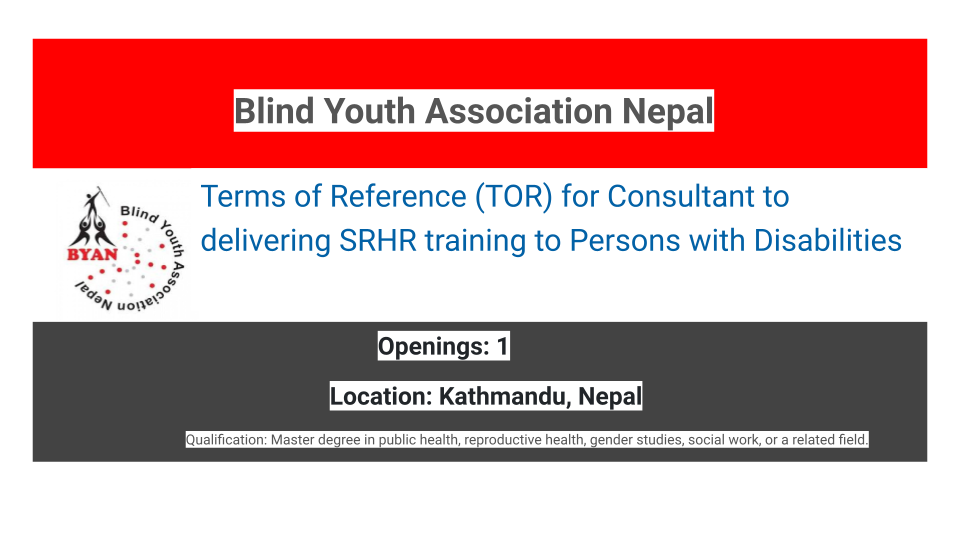 Blind Youth Association Nepal
Terms of Reference (TOR) for Consultant to
delivering SRHR training to Persons with Disabilities
BYAN
Blind Youth Association Nepal
Openings: 1
Location: Kathmandu, Nepal
Qualification: Master degree in public health, reproductive health, gender studies, social work, or a related field.